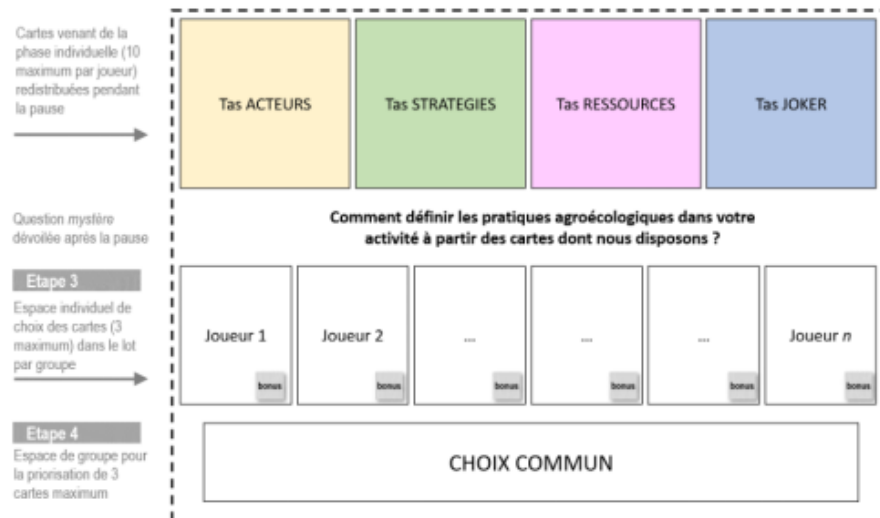 Cartes venant de la
phase individuelle (10
maximum par joueur)
redistribuées pendant
la pause
Tas ACTEURS
Tas STRATEGIES
Tas RESSOURCES
Tas JOKER
Question mystère
dévoilée après la pause
Comment définir les pratiques agroécologiques dans votre
activité à partir des cartes dont nous disposons ?
Etape 3
Espace individuel de
choix des cartes (3
maximum) dans le lot
par groupe
Joueur 1
bonus
Joueur 2
bonus
...
bonus
...
bonus
...
bonus
Joueur n
bonus
Etape 4
Espace de groupe pour
la priorisation de 3
cartes maximum
CHOIX COMMUN